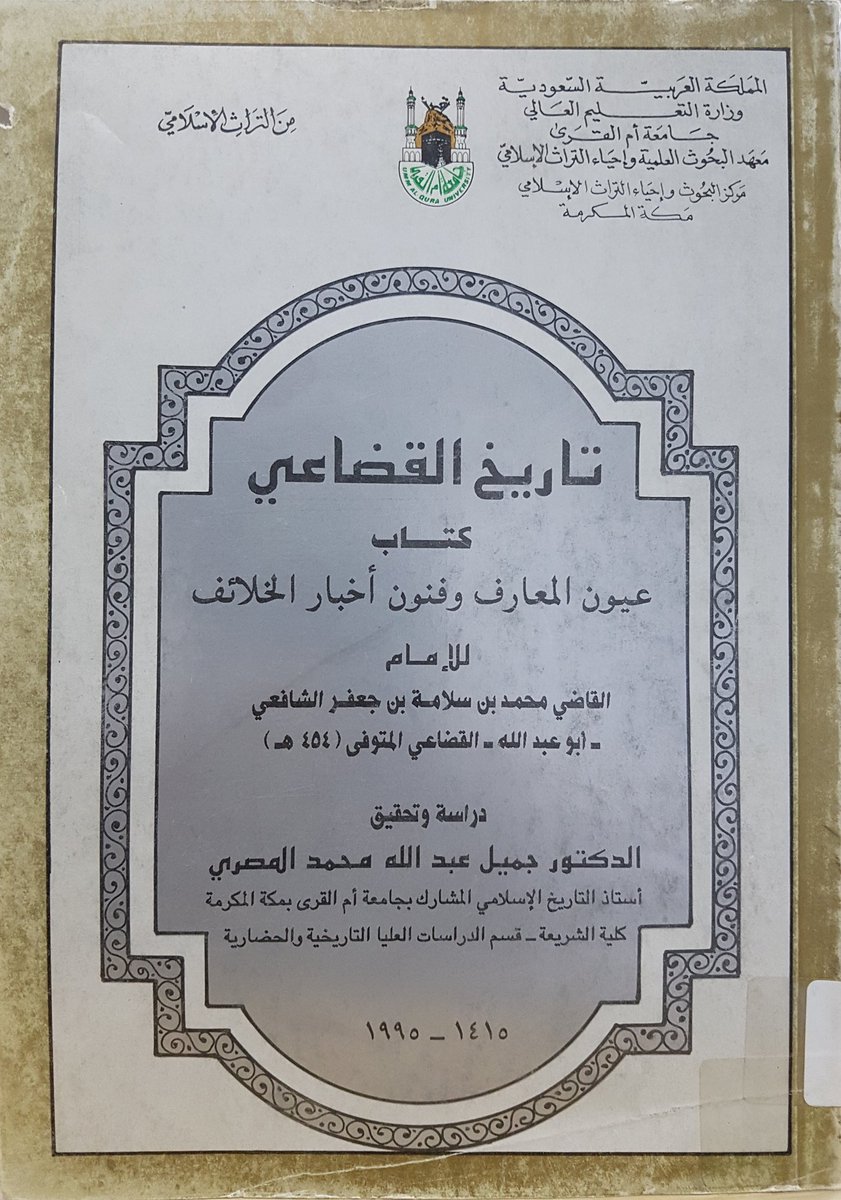 المملكة العربية السعودية
وزارة التعليم العالي
جامعة أم القرى
معهد البحوث العلمية وإحياء التراث الإسلامي
مركز البحوث وإحياء التراث الإسلامي
مكة المكرمة
من التراث الإسلامي
جامعة أم القرى
UMM AL QURA UNIVERSITY
تاريخ القضاعي
كتاب
عيون المعارف وفنون أخبار الخلائف
للإمام
القاضي محمد بن سلامة بن جعفر الشافعي
ـ أبو عبد الله ـ القضاعي المتوفى (٤٥٤ هـ)
دراسة وتحقيق
الدكتور جميل عبد الله محمد المصري
أستاذ التاريخ الإسلامي المشارك بجامعة أم القرى بمكة المكرمة
كلية الشريعة ـ قسم الدراسات العليا التاريخية والحضارية
١٤١٥ ـ ١٩٩٥